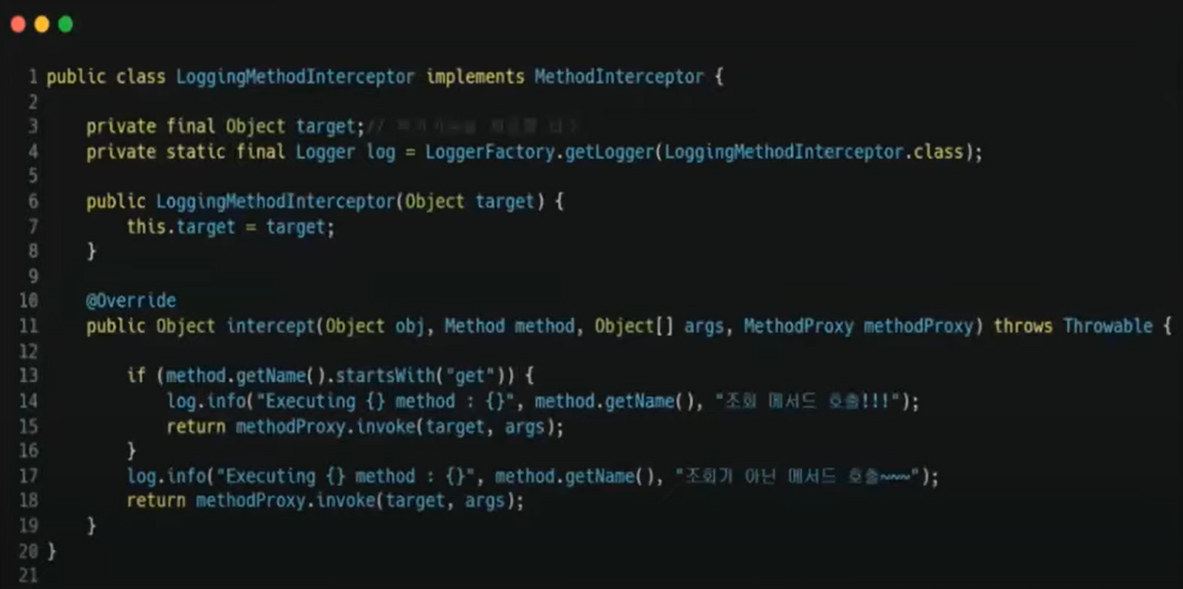 1 public class LoggingMethodInterceptor implements MethodInterceptor {
2
3 private final Object target; //
4 private static final Logger log = LoggerFactory.getLogger(LoggingMethodInterceptor.class);
5
6 public LoggingMethodInterceptor(Object target) {
7 this.target = target;
8 }
9
10 @Override
11 public Object intercept(Object obj, Method method, Object[] args, MethodProxy methodProxy) throws Throwable {
12
13 if (method.getName().startsWith("get")) {
14 log.info("Executing {} method : {}", method.getName(), "조회 메서드 호출!!!");
15 return methodProxy.invoke(target, args);
16 }
17 log.info("Executing {} method : {}", method.getName(), "조회가 아닌 메서드 호출~~~");
18 return methodProxy.invoke(target, args);
19 }
20 }
21